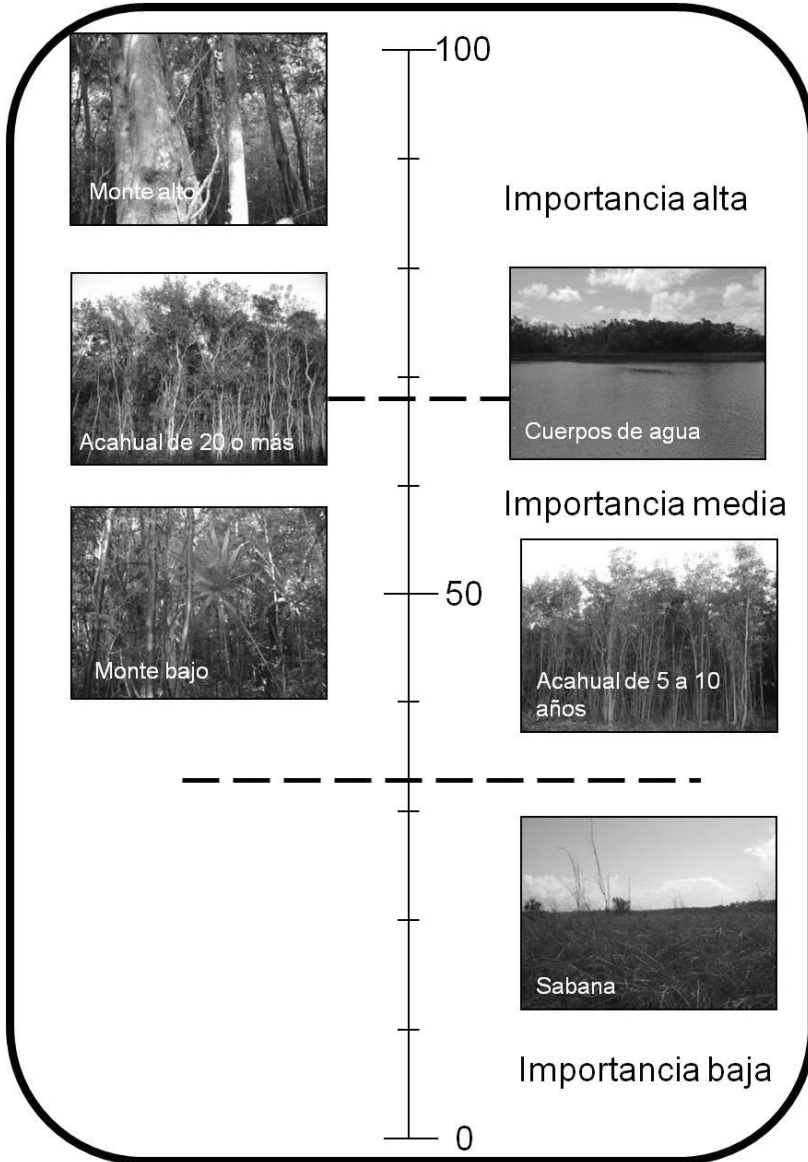 100
Monte alto
Importancia alta
Acahual de 20 o más
Cuerpos de agua
Importancia media
50
Monte bajo
Acahual de 5 a 10
años
Sabana
Importancia baja
0